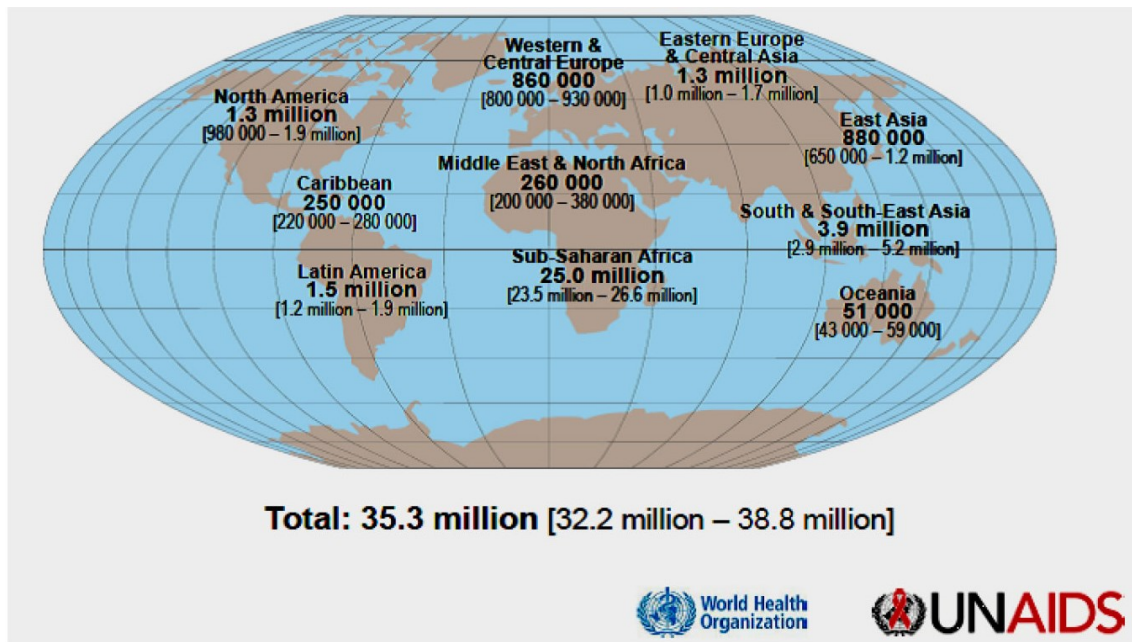 Western &
Central Europe
860 000
[800 000 – 930 000]
Eastern Europe
& Central Asia
1.3 million
[1.0 million – 1.7 million]
North America
1.3 million
[980 000 – 1.9 million]
East Asia
880 000
[650 000 – 1.2 million]
Middle East & North Africa
260 000
[200 000 – 380 000]
Caribbean
250 000
[220 000 – 280 000]
South & South-East Asia
3.9 million
[2.9 million – 5.2 million]
Sub-Saharan Africa
25.0 million
[23.5 million – 26.6 million]
Latin America
1.5 million
[1.2 million – 1.9 million]
Oceania
51 000
[43 000 – 59 000]
Total: 35.3 million [32.2 million – 38.8 million]
World Health
Organization
UNAIDS